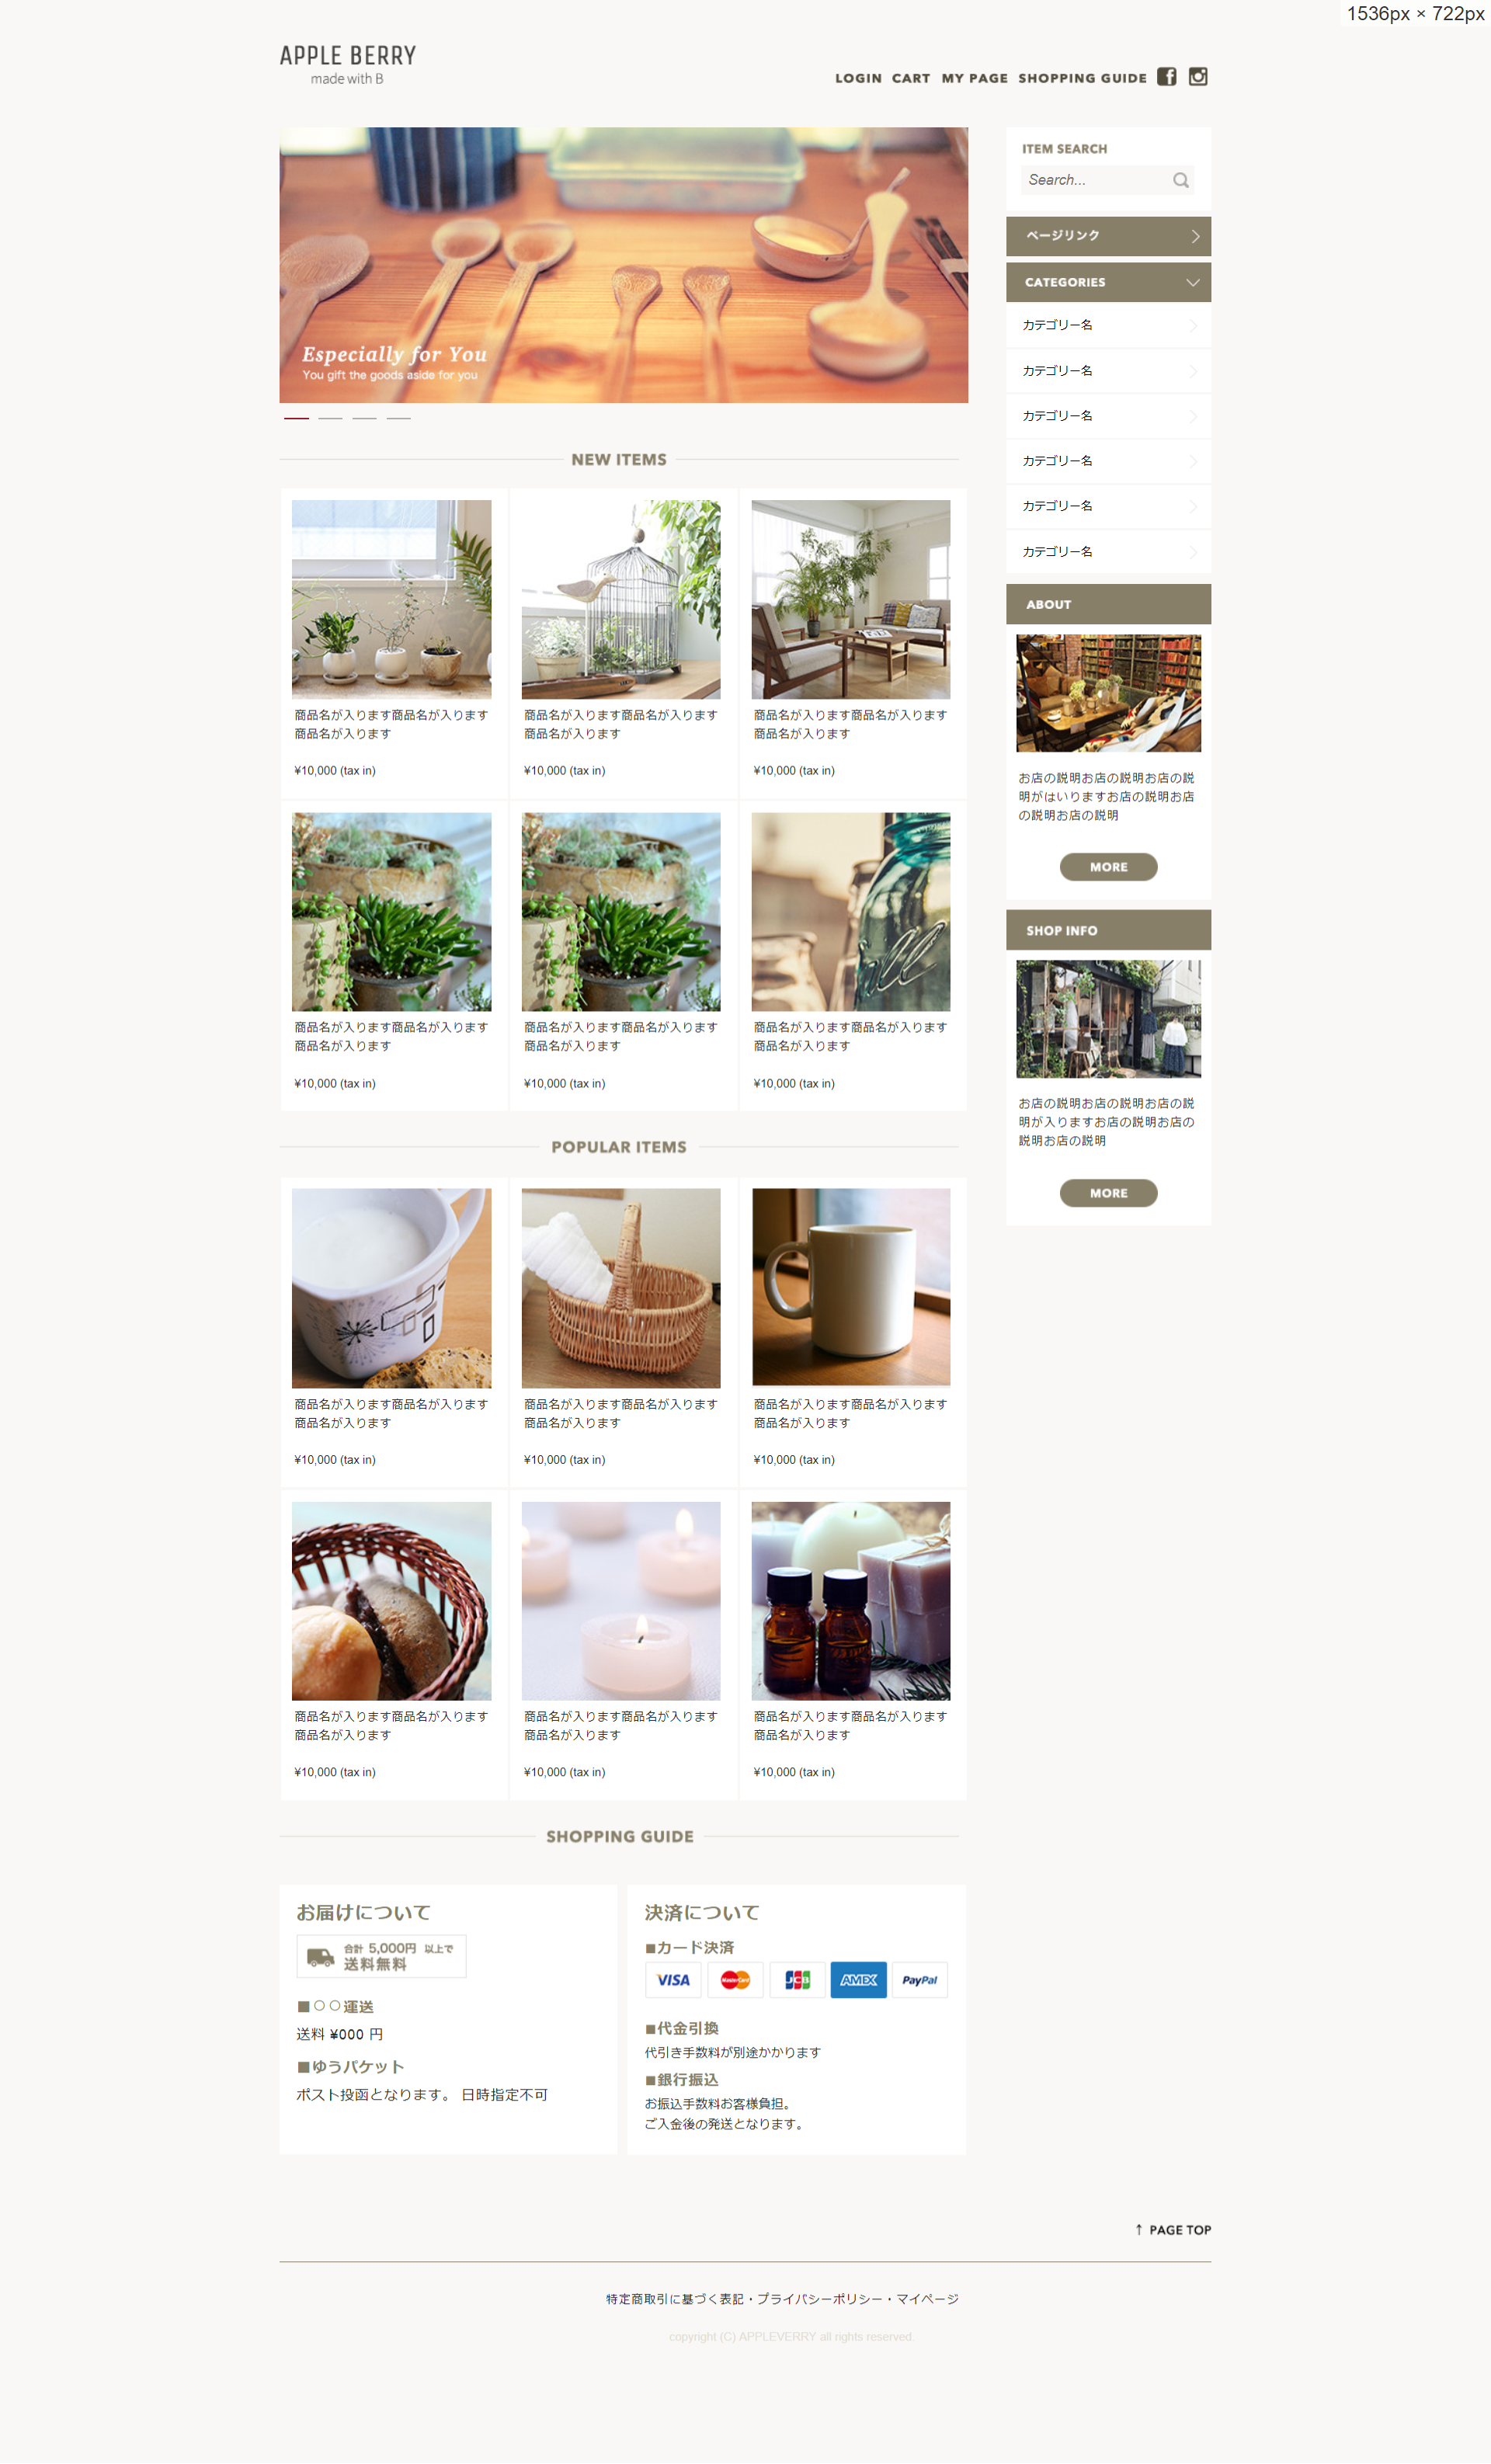 1536px × 722px
APPLE BERRY
made with B
LOGIN CART MY PAGE SHOPPING GUIDE
Especially for You
You gift the goods aside for you
ITEM SEARCH
Search...
ページリンク
CATEGORIES
カテゴリー名
カテゴリー名
カテゴリー名
カテゴリー名
カテゴリー名
カテゴリー名
ABOUT
お店の説明お店の説明お店の説
明がはいりますお店の説明お店
の説明お店の説明
MORE
SHOP INFO
お店の説明お店の説明お店の説
明が入りますお店の説明お店の
説明お店の説明
MORE
NEW ITEMS
商品名が入ります商品名が入ります
商品名が入ります
¥10,000 (tax in)
商品名が入ります商品名が入ります
商品名が入ります
¥10,000 (tax in)
商品名が入ります商品名が入ります
商品名が入ります
¥10,000 (tax in)
商品名が入ります商品名が入ります
商品名が入ります
¥10,000 (tax in)
商品名が入ります商品名が入ります
商品名が入ります
¥10,000 (tax in)
商品名が入ります商品名が入ります
商品名が入ります
¥10,000 (tax in)
POPULAR ITEMS
商品名が入ります商品名が入ります
商品名が入ります
¥10,000 (tax in)
商品名が入ります商品名が入ります
商品名が入ります
¥10,000 (tax in)
商品名が入ります商品名が入ります
商品名が入ります
¥10,000 (tax in)
商品名が入ります商品名が入ります
商品名が入ります
¥10,000 (tax in)
商品名が入ります商品名が入ります
商品名が入ります
¥10,000 (tax in)
商品名が入ります商品名が入ります
商品名が入ります
¥10,000 (tax in)
SHOPPING GUIDE
お届けについて
合計 5,000円 以上で
送料無料
■○○運送
送料 ¥000 円
■ゆうパケット
ポスト投函となります。 日時指定不可
決済について
■カード決済
VISA MasterCard JCB AMEX PayPal
■代金引換
代引き手数料が別途かかります
■銀行振込
お振込手数料お客様負担。
ご入金後の発送となります。
↑ PAGE TOP
特定商取引に基づく表記・プライバシーポリシー・マイページ
copyright (C) APPLEVERRY all rights reserved.